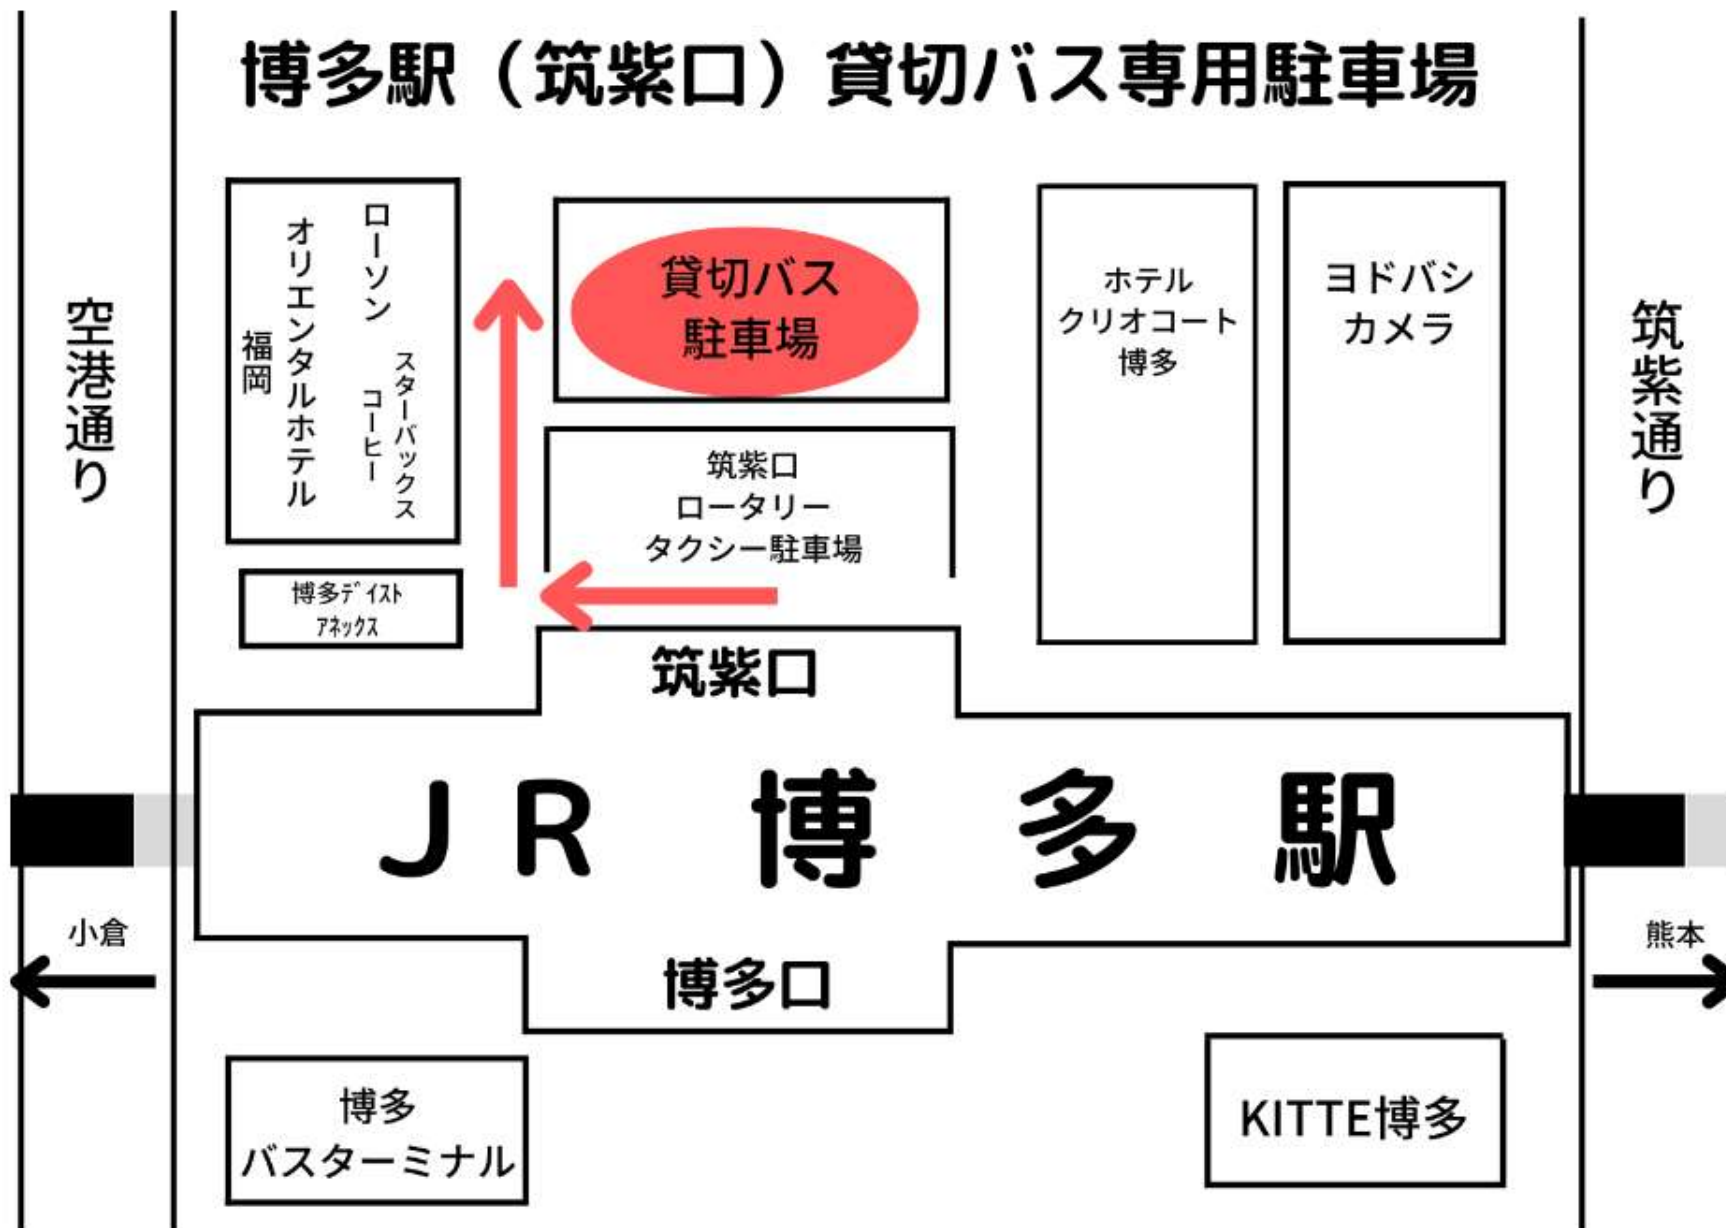 博多駅（筑紫口）貸切バス専用駐車場
空港通り
ローソン
オリエンタルホテル
福岡
スターバックス
コーヒー
貸切バス
駐車場
ホテル
クリオコート
博多
ヨドバシ
カメラ
筑紫通り
筑紫口
ロータリー
タクシー駐車場
博多ﾃﾞｲｽﾄ
ｱﾈｯｸｽ
筑紫口
JR 博多駅
小倉
熊本
博多口
博多
バスターミナル
KITTE博多